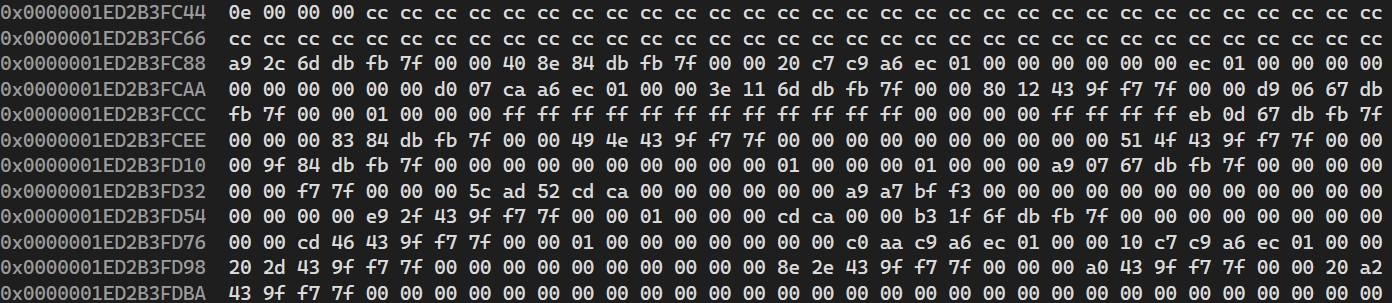 0x0000001ED2B3FC44 0e 00 00 00 cc cc cc cc cc cc cc cc cc cc cc cc cc cc cc cc cc cc cc cc cc cc cc cc cc cc cc cc cc cc
0x0000001ED2B3FC66 cc cc cc cc cc cc cc cc cc cc cc cc cc cc cc cc cc cc cc cc cc cc cc cc cc cc cc cc cc cc cc cc cc cc
0x0000001ED2B3FC88 a9 2c 6d db fb 7f 00 00 40 8e 84 db fb 7f 00 00 20 c7 c9 a6 ec 01 00 00 00 00 00 00 ec 01 00 00 00 00
0x0000001ED2B3FCAA 00 00 00 00 00 00 d0 07 ca a6 ec 01 00 00 3e 11 6d db fb 7f 00 00 80 12 43 9f f7 7f 00 00 d9 06 67 db
0x0000001ED2B3FCCC fb 7f 00 00 01 00 00 00 ff ff ff ff ff ff ff ff ff ff ff ff 00 00 00 00 ff ff ff ff eb 0d 67 db fb 7f
0x0000001ED2B3FCEE 00 00 00 83 84 db fb 7f 00 00 49 4e 43 9f f7 7f 00 00 00 00 00 00 00 00 00 00 51 4f 43 9f f7 7f 00 00
0x0000001ED2B3FD10 00 9f 84 db fb 7f 00 00 00 00 00 00 00 00 00 00 01 00 00 00 01 00 00 00 a9 07 67 db fb 7f 00 00 00 00
0x0000001ED2B3FD32 00 00 f7 7f 00 00 00 5c ad 52 cd ca 00 00 00 00 00 00 a9 a7 bf f3 00 00 00 00 00 00 00 00 00 00 00 00
0x0000001ED2B3FD54 00 00 00 00 e9 2f 43 9f f7 7f 00 00 01 00 00 00 cd ca 00 00 b3 1f 6f db fb 7f 00 00 00 00 00 00 00 00
0x0000001ED2B3FD76 00 00 cd 46 43 9f f7 7f 00 00 01 00 00 00 00 00 00 00 c0 aa c9 a6 ec 01 00 00 10 c7 c9 a6 ec 01 00 00
0x0000001ED2B3FD98 20 2d 43 9f f7 7f 00 00 00 00 00 00 00 00 00 00 8e 2e 43 9f f7 7f 00 00 00 a0 43 9f f7 7f 00 00 20 a2
0x0000001ED2B3FDBA 43 9f f7 7f 00 00 00 00 00 00 00 00 00 00 00 00 00 00 00 00 00 00 00 00 00 00 00 00 00 00 00 00 00 00